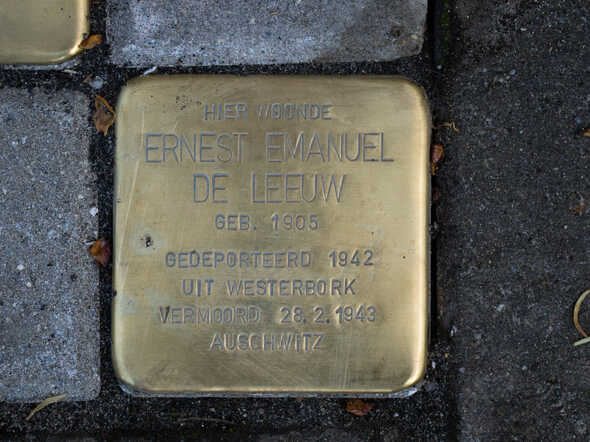 HIER WOONDE
ERNEST EMANUEL
DE LEEUW
GEB. 1905
GEDEPORTEERD 1942
UIT WESTERBORK
VERMOORD 28.2.1943
AUSCHWITZ